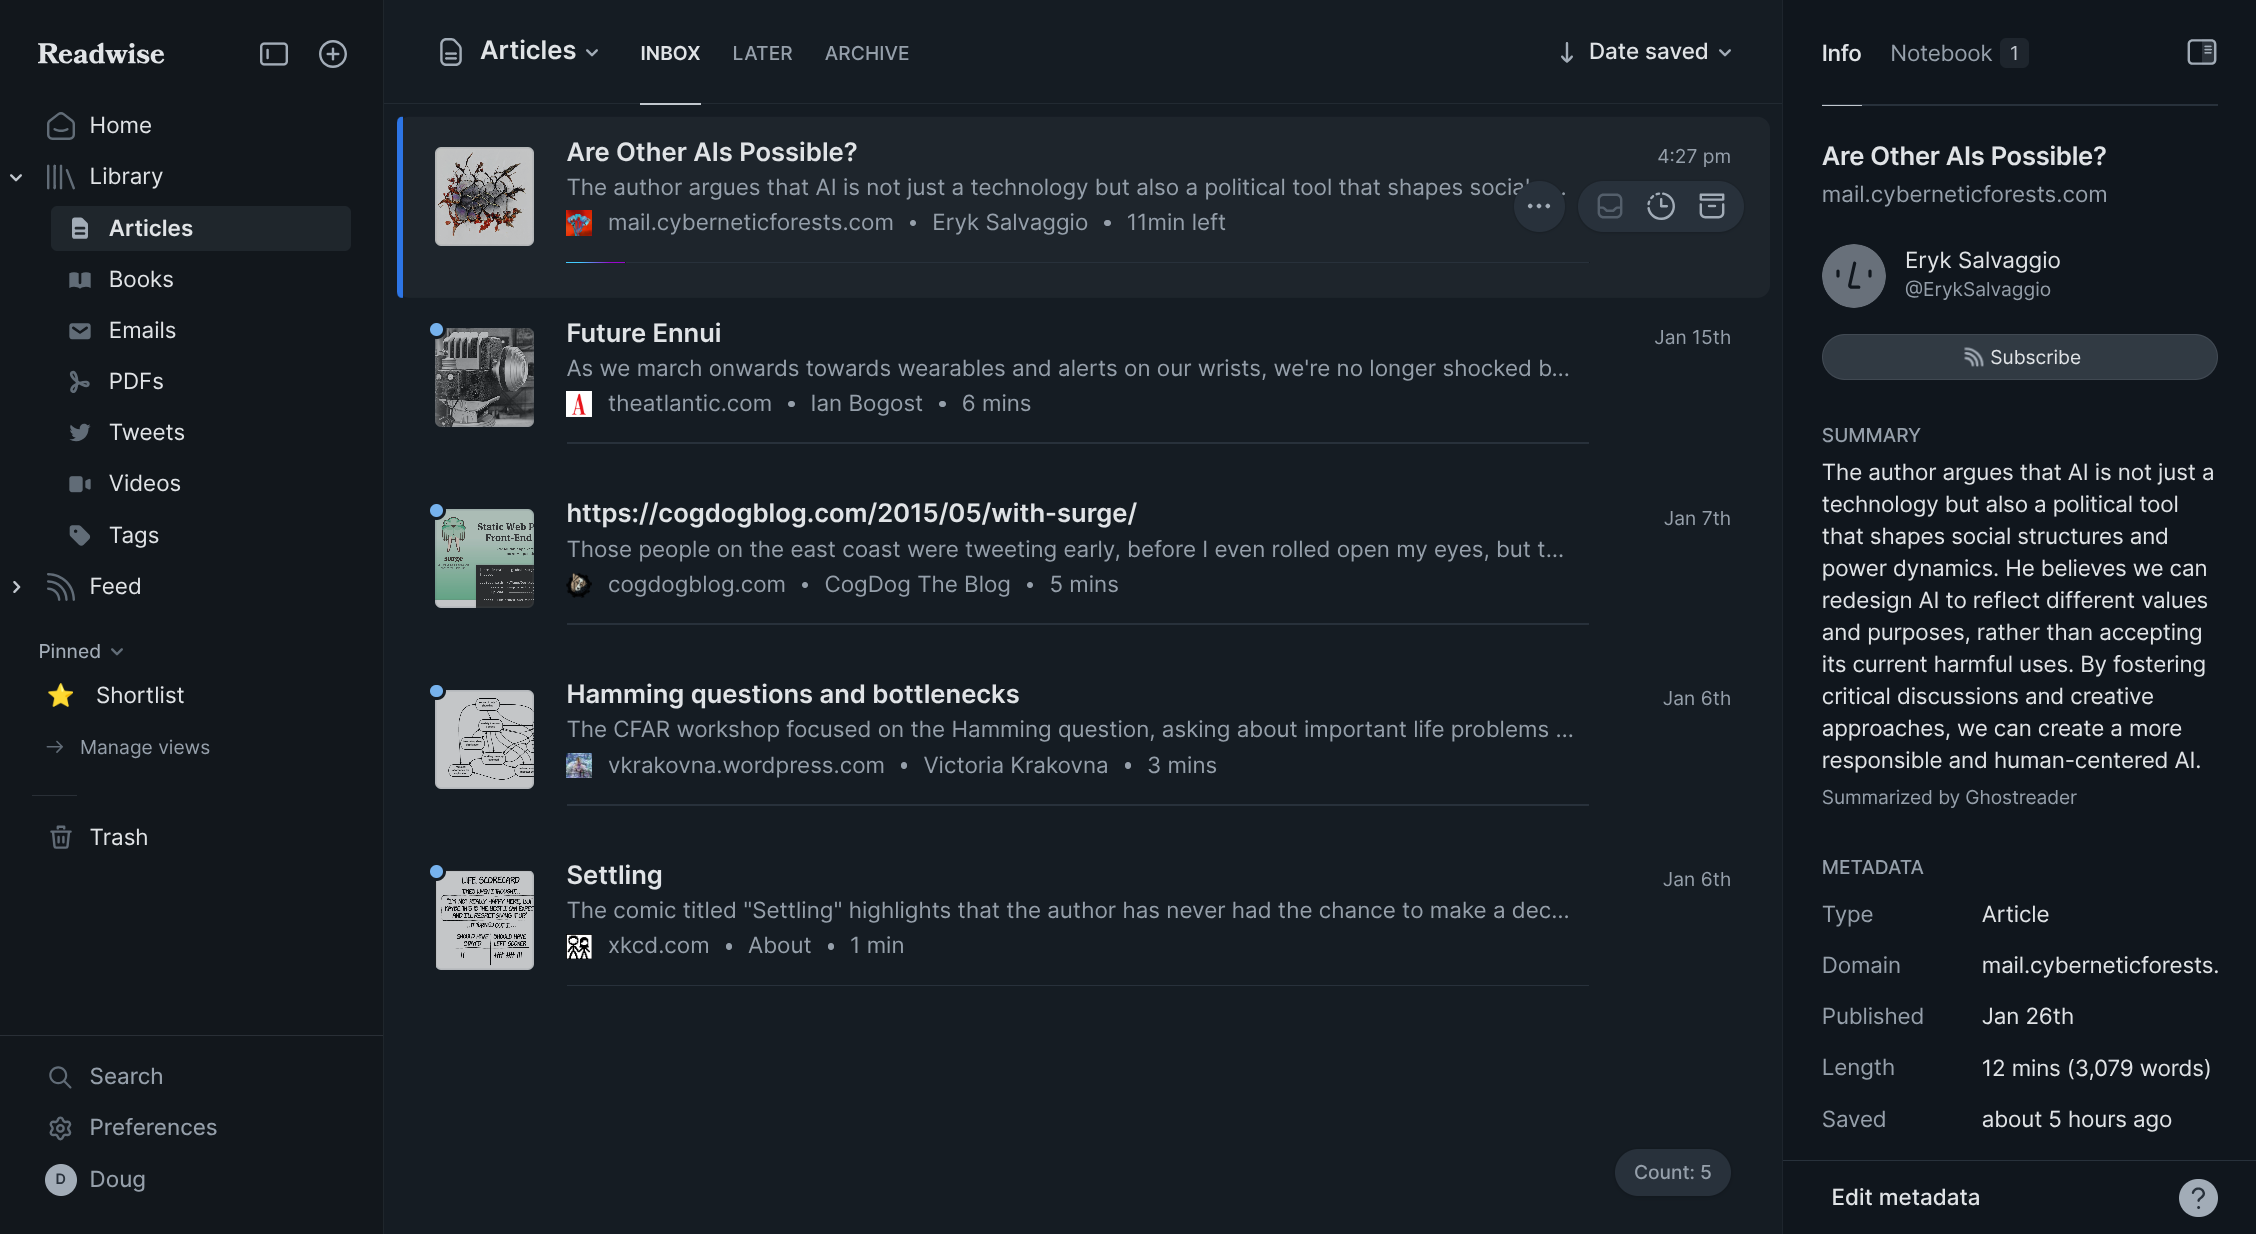 Readwise
Home
Library
Articles
Books
Emails
PDFs
Tweets
Videos
Tags
Feed
Pinned
Shortlist
Manage views
Trash
Search
Preferences
D
Doug
Articles
INBOX
LATER
ARCHIVE
Date saved
Are Other AIs Possible?
4:27 pm
The author argues that AI is not just a technology but also a political tool that shapes social
mail.cyberneticforests.com • Eryk Salvaggio • 11min left
Future Ennui
Jan 15th
As we march onwards towards wearables and alerts on our wrists, we're no longer shocked b...
A
theatlantic.com • Ian Bogost • 6 mins
Static Web P
Front-End
surge
https://cogdogblog.com/2015/05/with-surge/
Jan 7th
Those people on the east coast were tweeting early, before I even rolled open my eyes, but t...
cogdogblog.com • CogDog The Blog • 5 mins
Hamming questions and bottlenecks
Jan 6th
The CFAR workshop focused on the Hamming question, asking about important life problems ...
vkrakovna.wordpress.com • Victoria Krakovna • 3 mins
LIFE SCORECARD
Settling
Jan 6th
The comic titled "Settling" highlights that the author has never had the chance to make a dec...
xkcd.com • About • 1 min
Count: 5
Info
Notebook 1
Are Other AIs Possible?
mail.cyberneticforests.com
Eryk Salvaggio
@ErykSalvaggio
Subscribe
SUMMARY
The author argues that AI is not just a
technology but also a political tool
that shapes social structures and
power dynamics. He believes we can
redesign AI to reflect different values
and purposes, rather than accepting
its current harmful uses. By fostering
critical discussions and creative
approaches, we can create a more
responsible and human-centered AI.
Summarized by Ghostreader
METADATA
Type Article
Domain mail.cyberneticforests.
Published Jan 26th
Length 12 mins (3,079 words)
Saved about 5 hours ago
Edit metadata
?